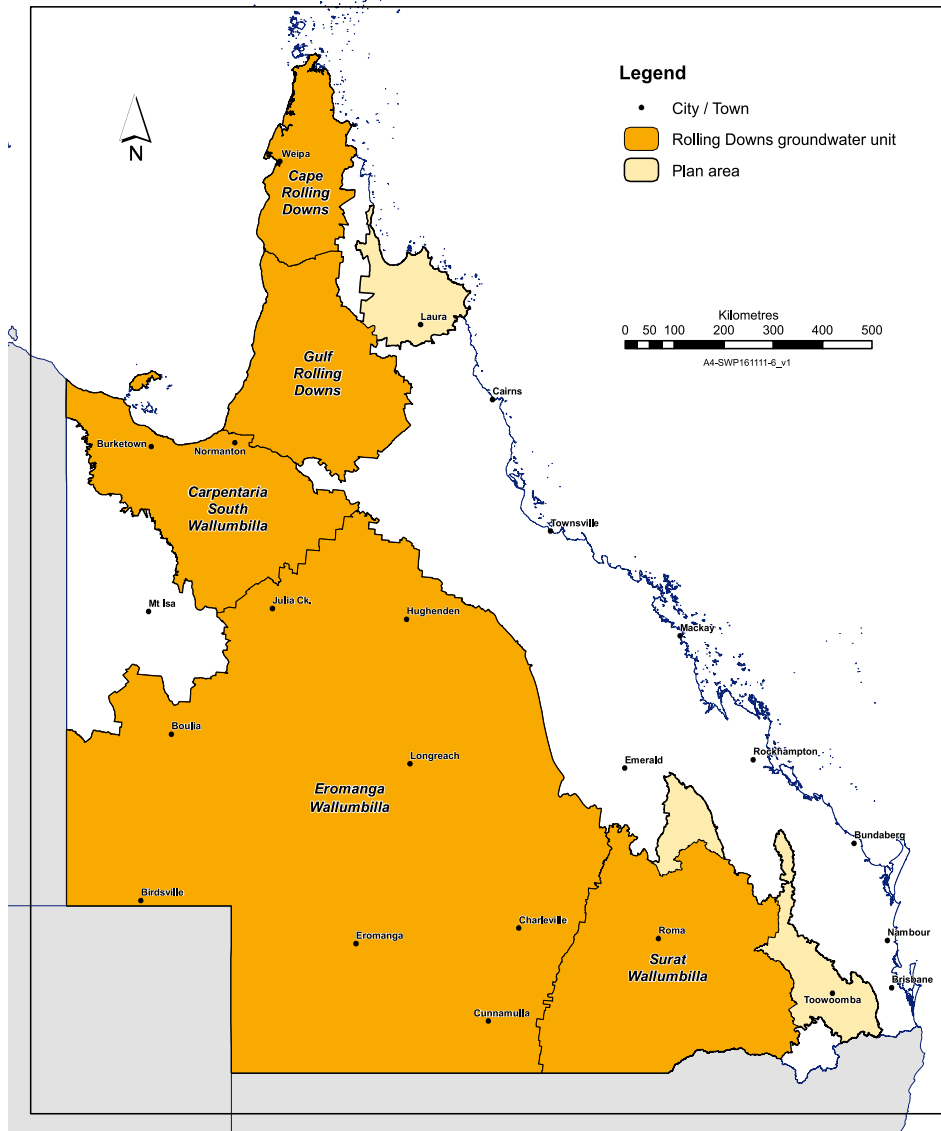 Legend
City / Town
Rolling Downs groundwater unit
Plan area
N
Weipa
Cape
Rolling
Downs
Laura
Kilometres
0 50 100 200 300 400 500
A4-SWP161111-6_v1
Gulf
Rolling
Downs
Cairns
Burketown
Normanton
Carpentaria
South
Wallumbilla
Townsville
Mt Isa
Julia Ck.
Hughenden
Mackay
Boulia
Longreach
Emerald
Rockhampton
Eromanga
Wallumbilla
Bundaberg
Birdsville
Charleville
Eromanga
Roma
Nambour
Surat
Wallumbilla
Brisbane
Toowoomba
Cunnamulla